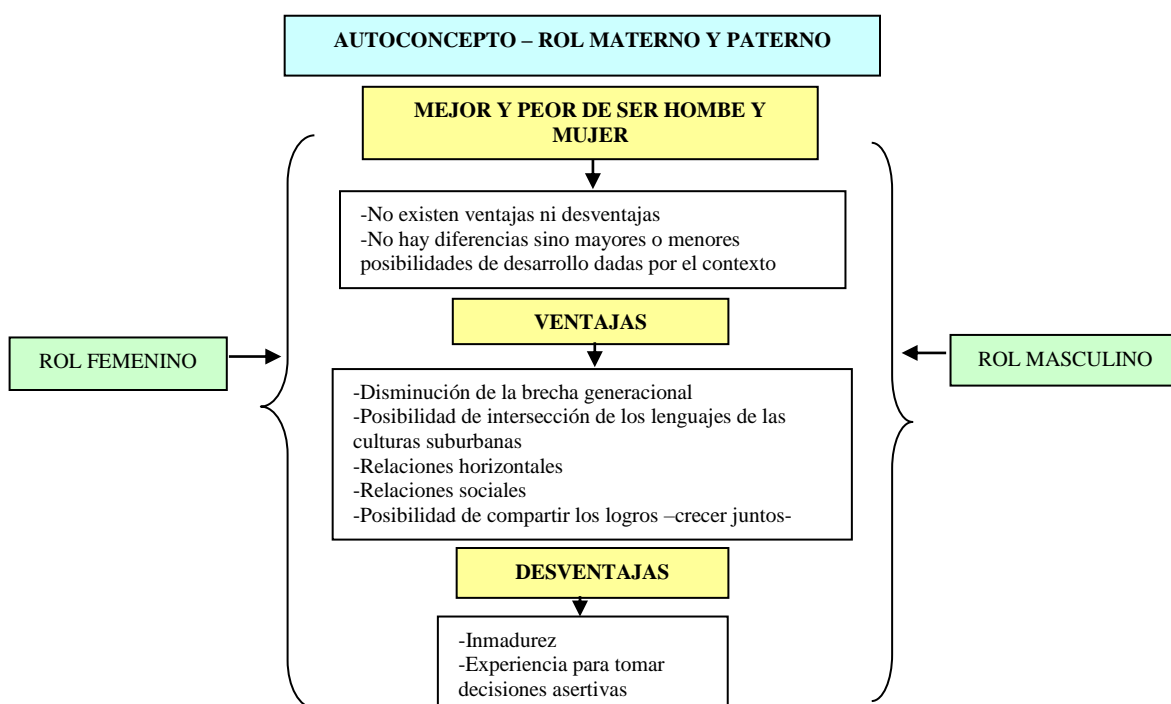 AUTOCONCEPTO – ROL MATERNO Y PATERNO
MEJOR Y PEOR DE SER HOMBE Y
MUJER
-No existen ventajas ni desventajas
-No hay diferencias sino mayores o menores
posibilidades de desarrollo dadas por el contexto
VENTAJAS
ROL FEMENINO
ROL MASCULINO
-Disminución de la brecha generacional
-Posibilidad de intersección de los lenguajes de las
culturas suburbanas
-Relaciones horizontales
-Relaciones sociales
-Posibilidad de compartir los logros –crecer juntos-
DESVENTAJAS
-Inmadurez
-Experiencia para tomar
decisiones asertivas